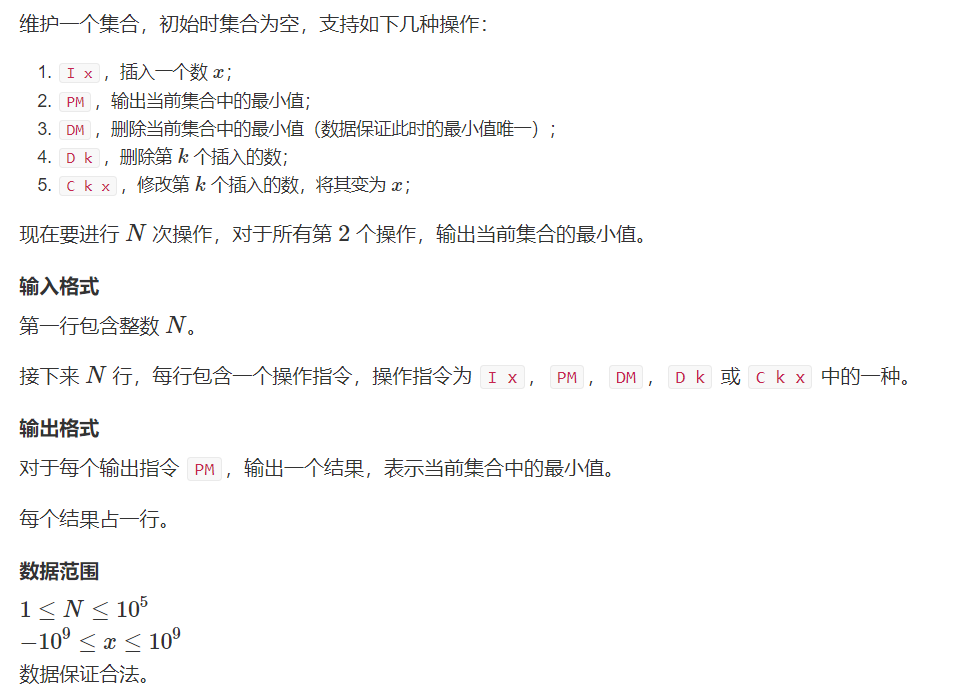 维护一个集合，初始时集合为空，支持如下几种操作：
1. I x，插入一个数 x；
2. PM，输出当前集合中的最小值；
3. DM，删除当前集合中的最小值（数据保证此时的最小值唯一）；
4. D k，删除第 k 个插入的数；
5. C k x，修改第 k 个插入的数，将其变为 x；
现在要进行 N 次操作，对于所有第 2 个操作，输出当前集合的最小值。
输入格式
第一行包含整数 N。
接下来 N 行，每行包含一个操作指令，操作指令为 I x，PM，DM，D k 或 C k x 中的一种。
输出格式
对于每个输出指令 PM，输出一个结果，表示当前集合中的最小值。
每个结果占一行。
数据范围
1 ≤ N ≤ 10⁵
−10⁹ ≤ x ≤ 10⁹
数据保证合法。